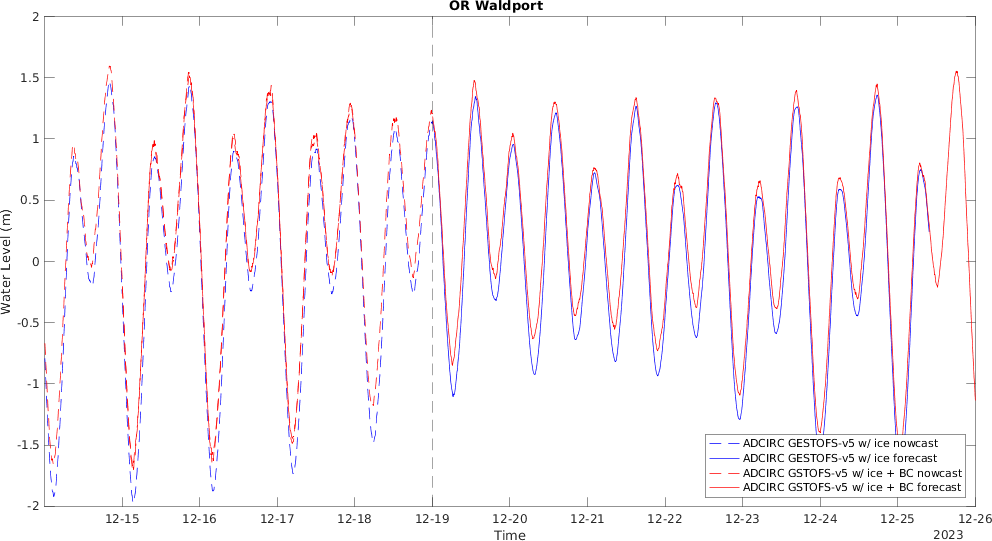 OR Waldport
2
1.5
1
0.5
0
-0.5
-1
-1.5
-2
Water Level (m)
ADCIRC GESTOFS-v5 w/ ice nowcast
ADCIRC GESTOFS-v5 w/ ice forecast
ADCIRC GSTOFS-v5 w/ ice + BC nowcast
ADCIRC GSTOFS-v5 w/ ice + BC forecast
12-15 12-16 12-17 12-18 12-19 12-20 12-21 12-22 12-23 12-24 12-25 12-26
Time
2023